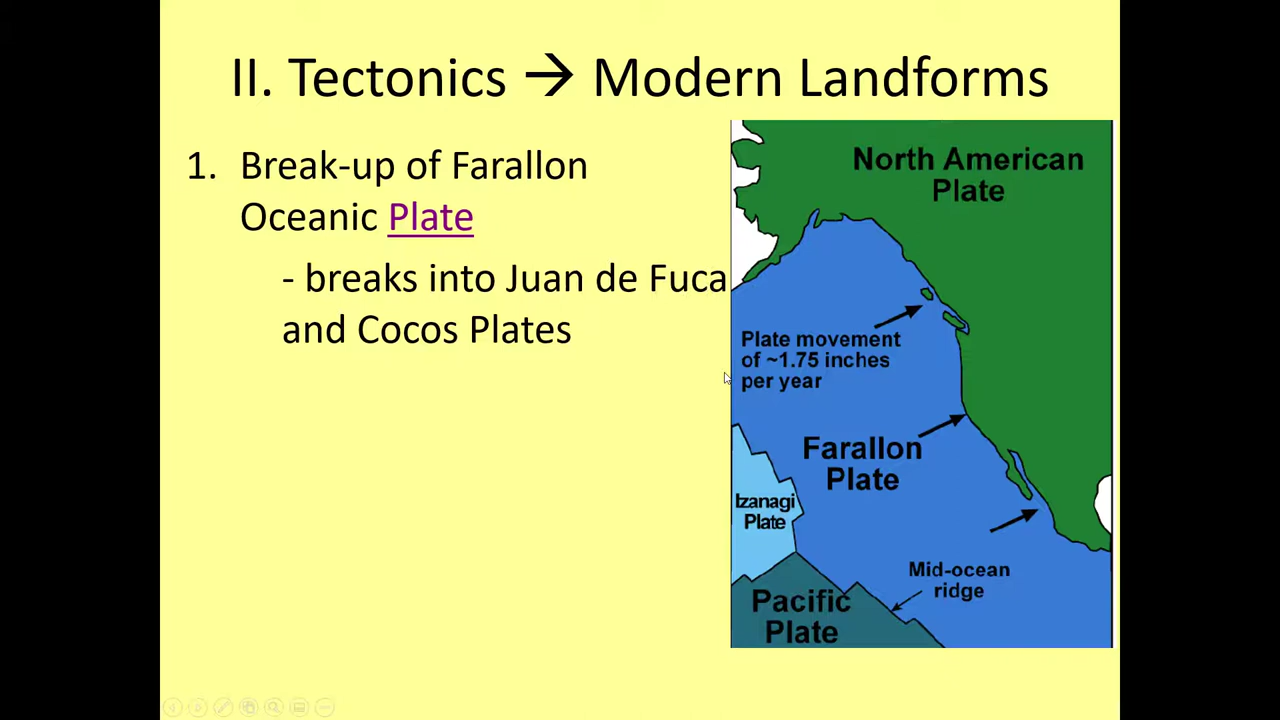 II. Tectonics → Modern Landforms
1. Break-up of Farallon
Oceanic Plate
- breaks into Juan de Fuca
and Cocos Plates
North American
Plate
Plate movement
of ~1.75 inches
per year
Farallon
Plate
Izanagi
Plate
Mid-ocean
ridge
Pacific
Plate